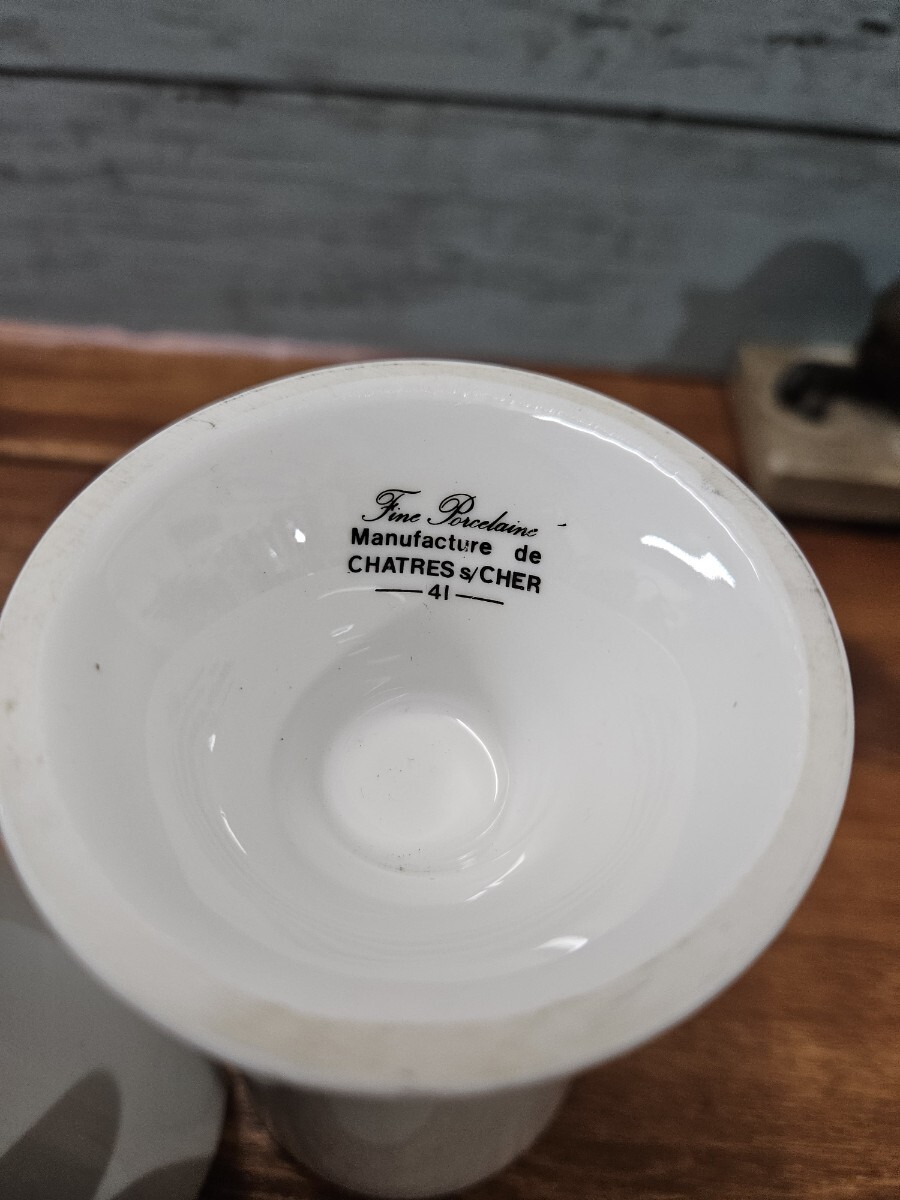 Fine Porcelaine
Manufacture de
CHATRES s/CHER
41